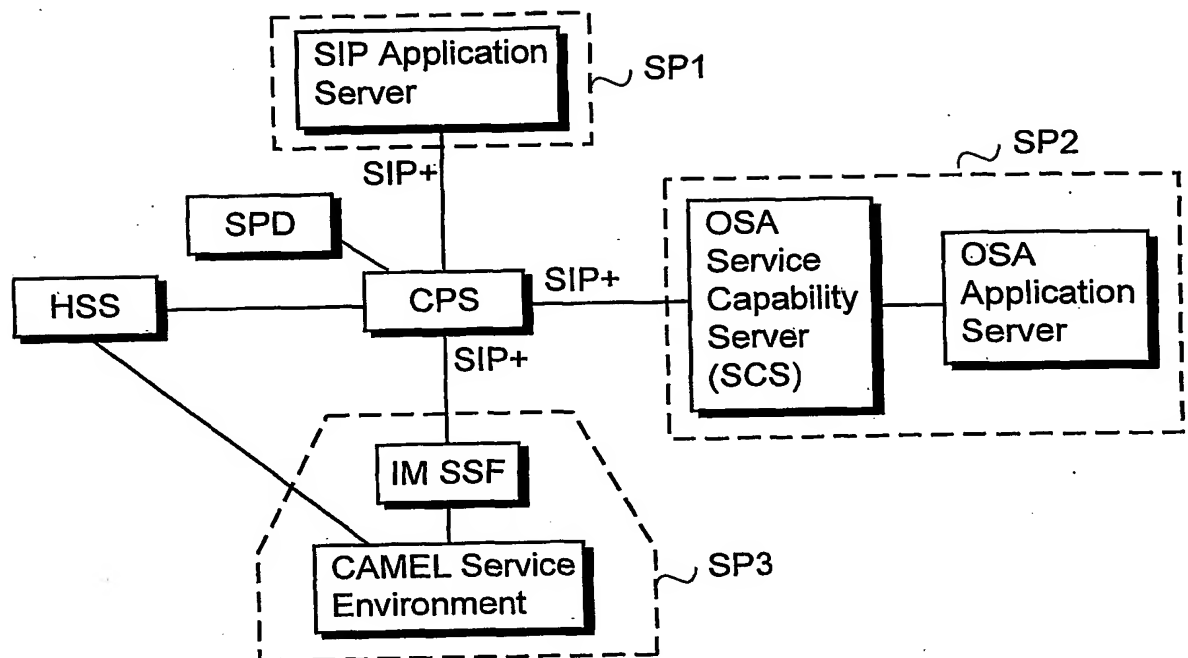 SIP Application
Server
SP1
SIP+
SP2
SPD
OSA
Service
Capability
Server
(SCS)
OSA
Application
Server
HSS
CPS
SIP+
SIP+
IM SSF
CAMEL Service
Environment
SP3